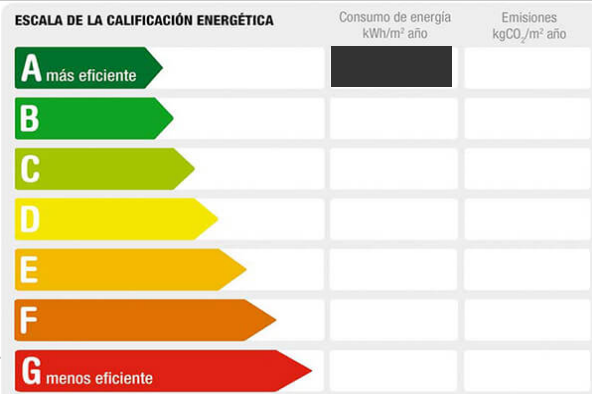 ESCALA DE LA CALIFICACIÓN ENERGÉTICA
Consumo de energía
kWh/m² año
Emisiones
kgCO₂/m² año
A más eficiente
B
C
D
E
F
G menos eficiente